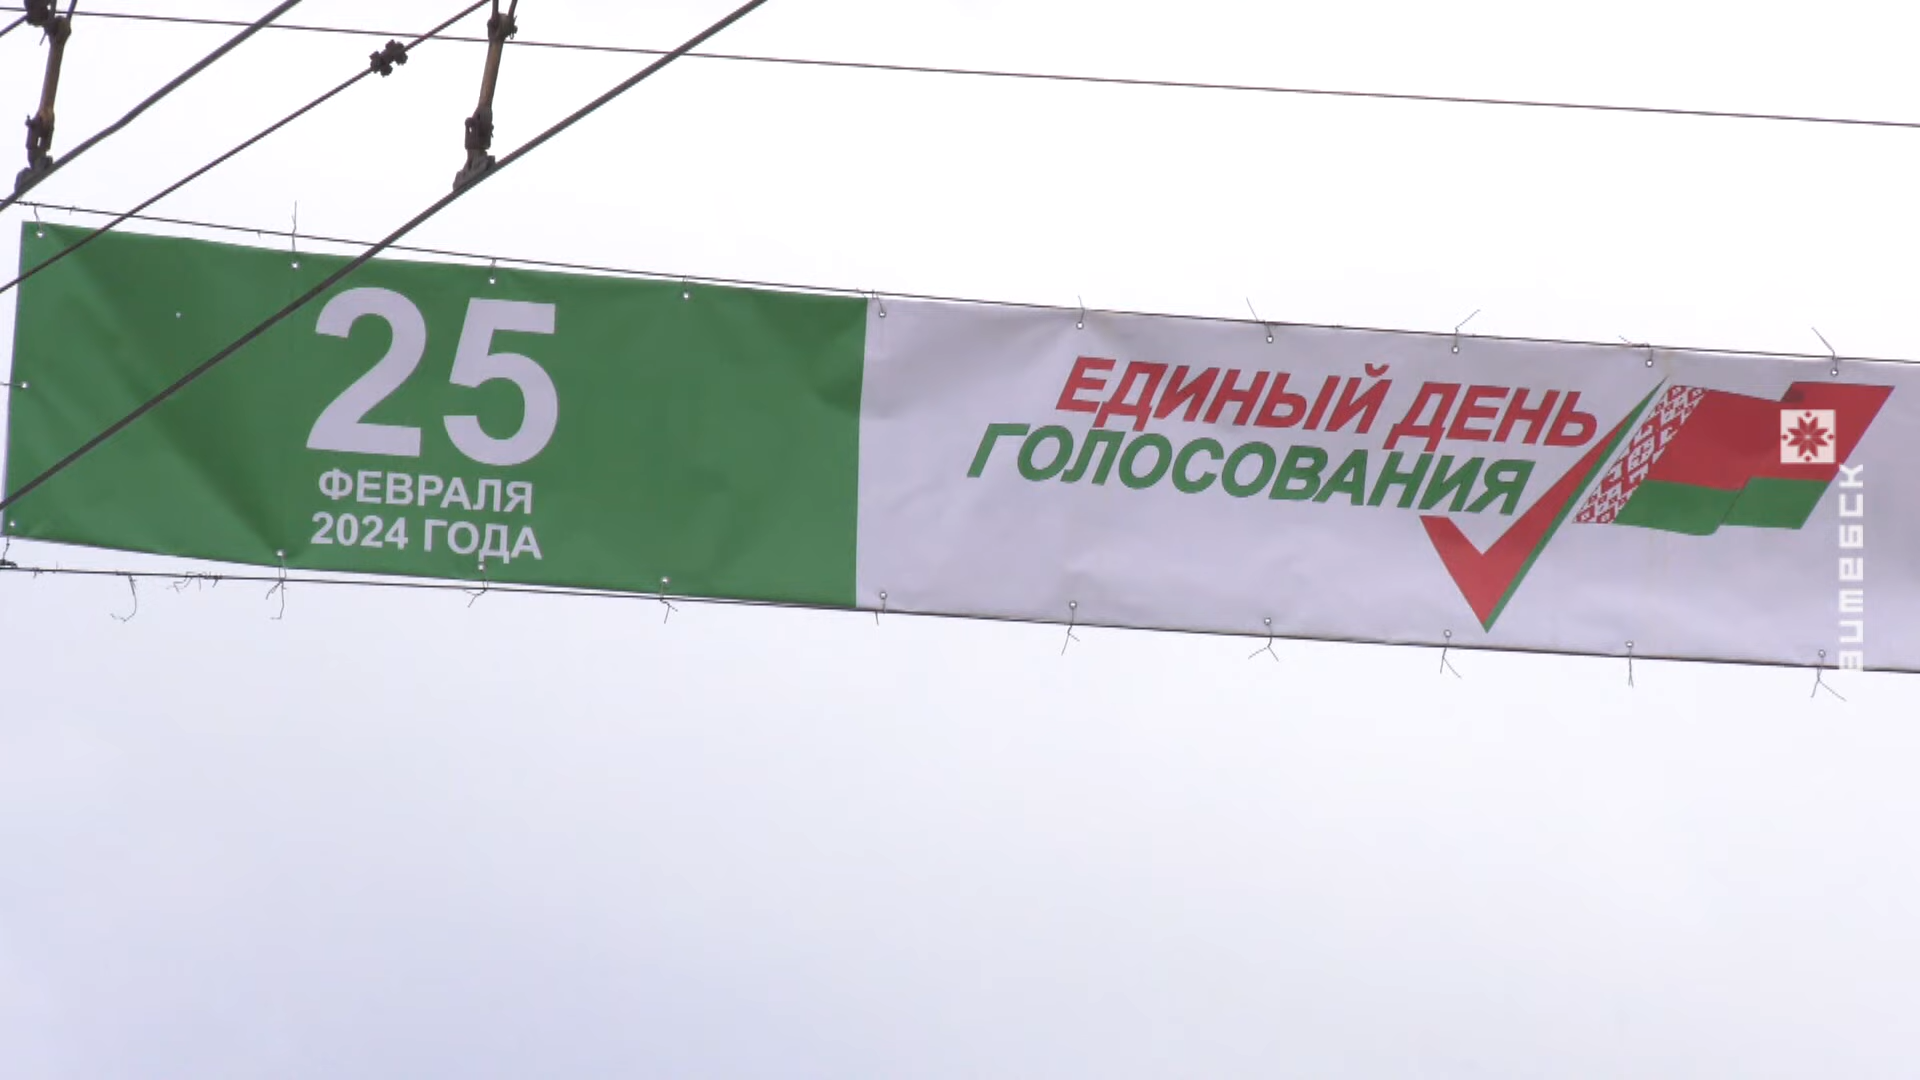 25
ФЕВРАЛЯ
2024 ГОДА
ЕДИНЫЙ ДЕНЬ
ГОЛОСОВАНИЯ
витебск